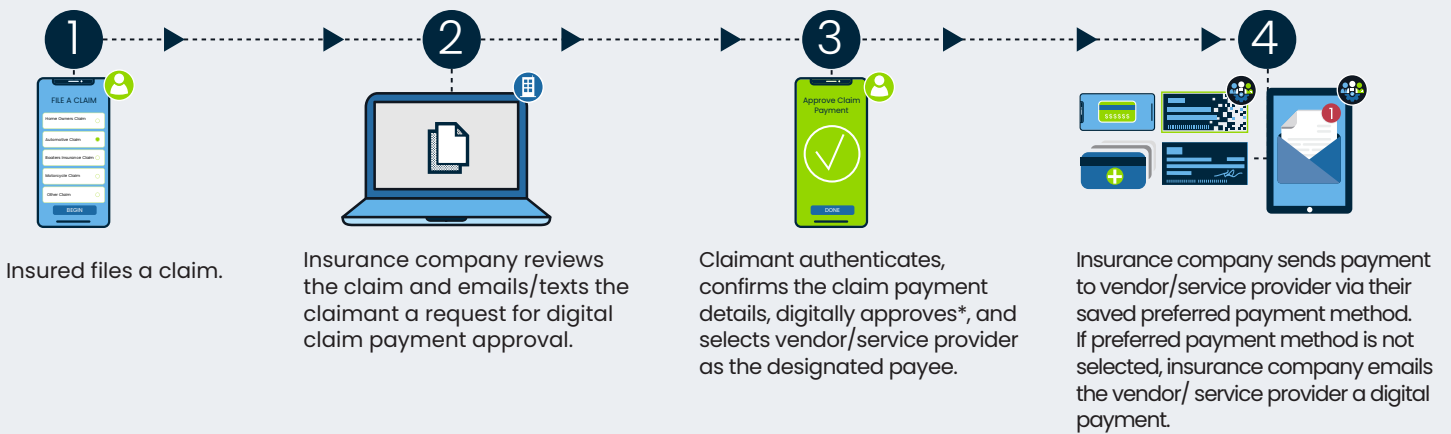 1
2
3
4
FILE A CLAIM
Home Owners Claim
Automotive Claim
Boaters Insurance Claim
Motorcycle Claim
Other Claim
BEGIN
Approve Claim
Payment
DONE
$$$$$$
1
Insured files a claim.
Insurance company reviews
the claim and emails/texts the
claimant a request for digital
claim payment approval.
Claimant authenticates,
confirms the claim payment
details, digitally approves*, and
selects vendor/service provider
as the designated payee.
Insurance company sends payment
to vendor/service provider via their
saved preferred payment method.
If preferred payment method is not
selected, insurance company emails
the vendor/ service provider a digital
payment.